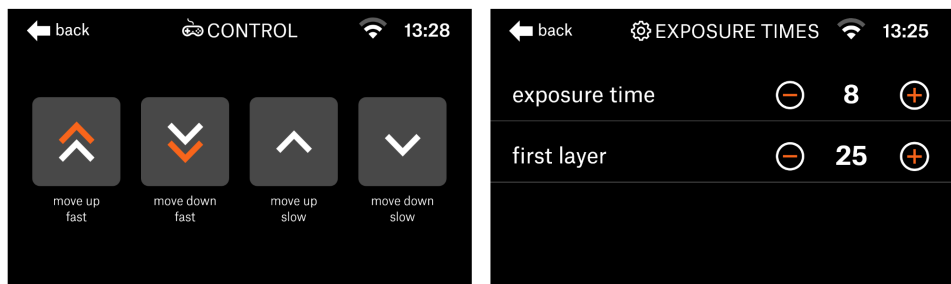 back CONTROL 13:28
move up fast
move down fast
move up slow
move down slow
back EXPOSURE TIMES 13:25
exposure time 8
first layer 25